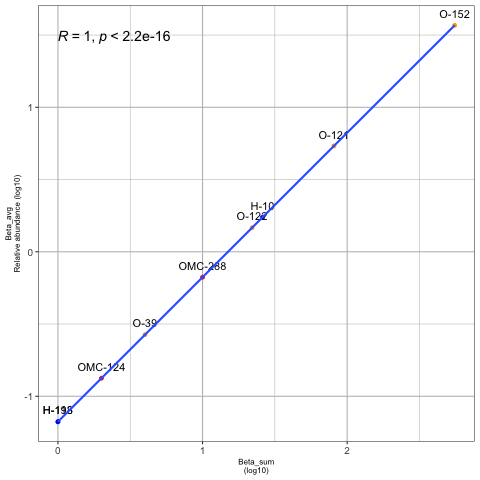 O-152
R = 1, p < 2.2e-16
1
O-121
H-10
O-122
0
OMC-288
O-39
OMC-124
-1
0
1
2
Beta_avg
Relative abundance (log10)
Beta_sum
(log10)